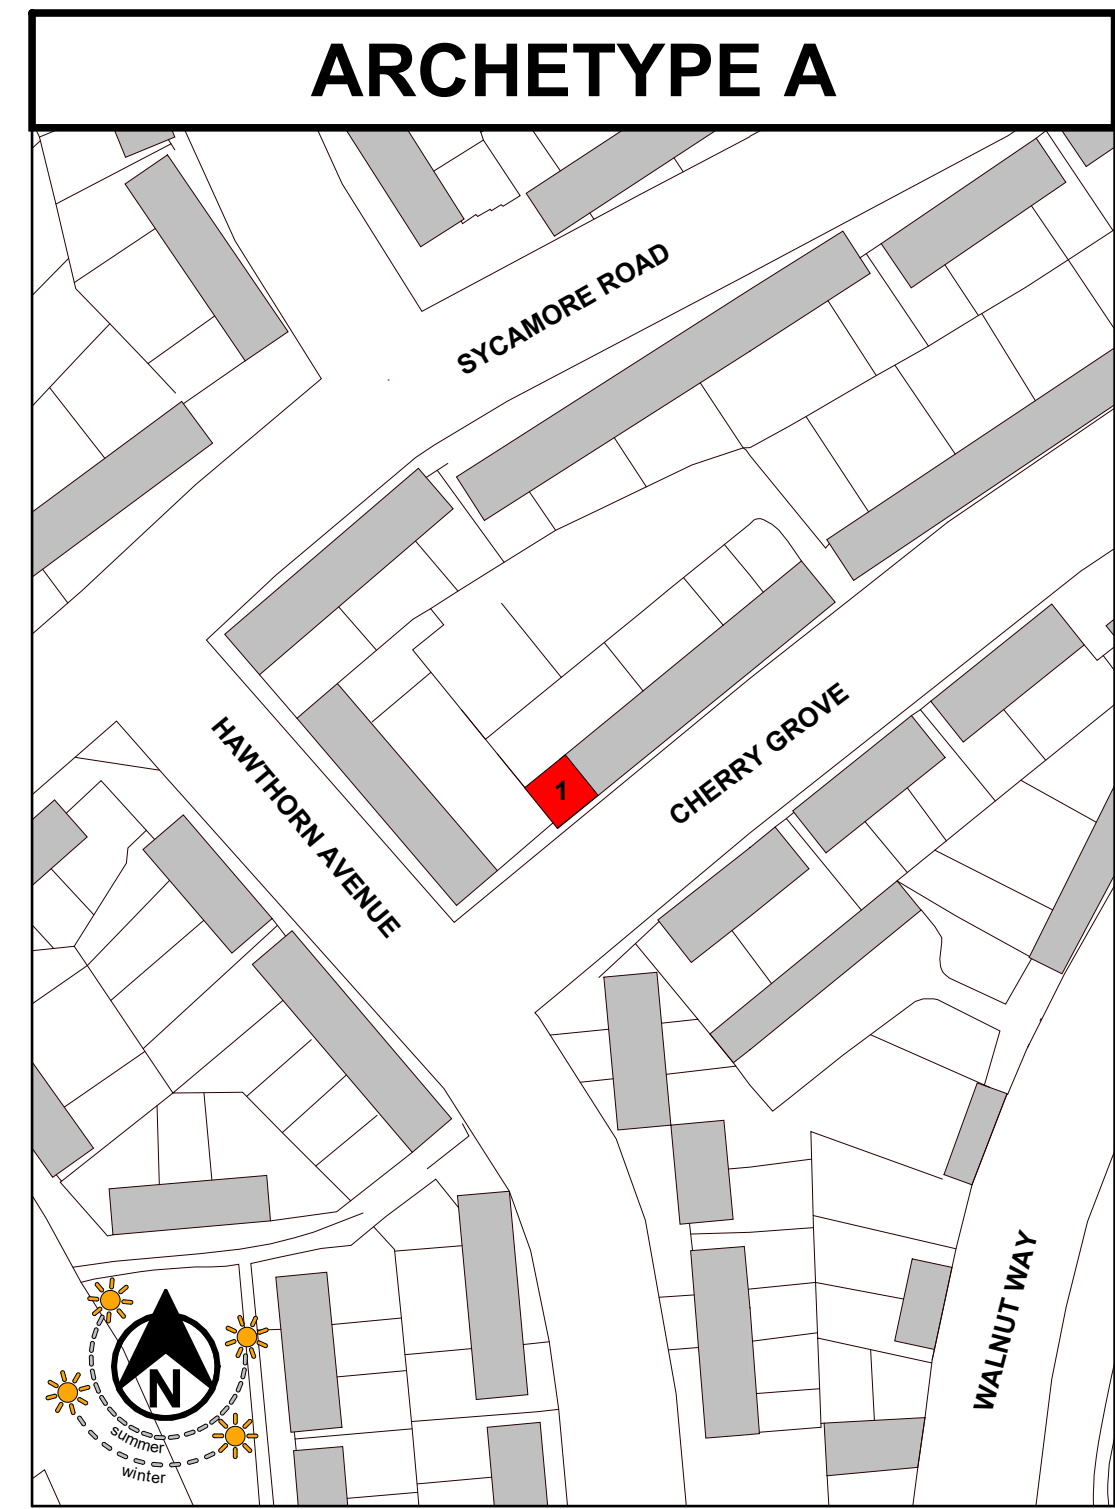 ARCHETYPE A
SYCAMORE ROAD
HAWTHORN AVENUE
CHERRY GROVE
1
WALNUT WAY
N
summer
winter